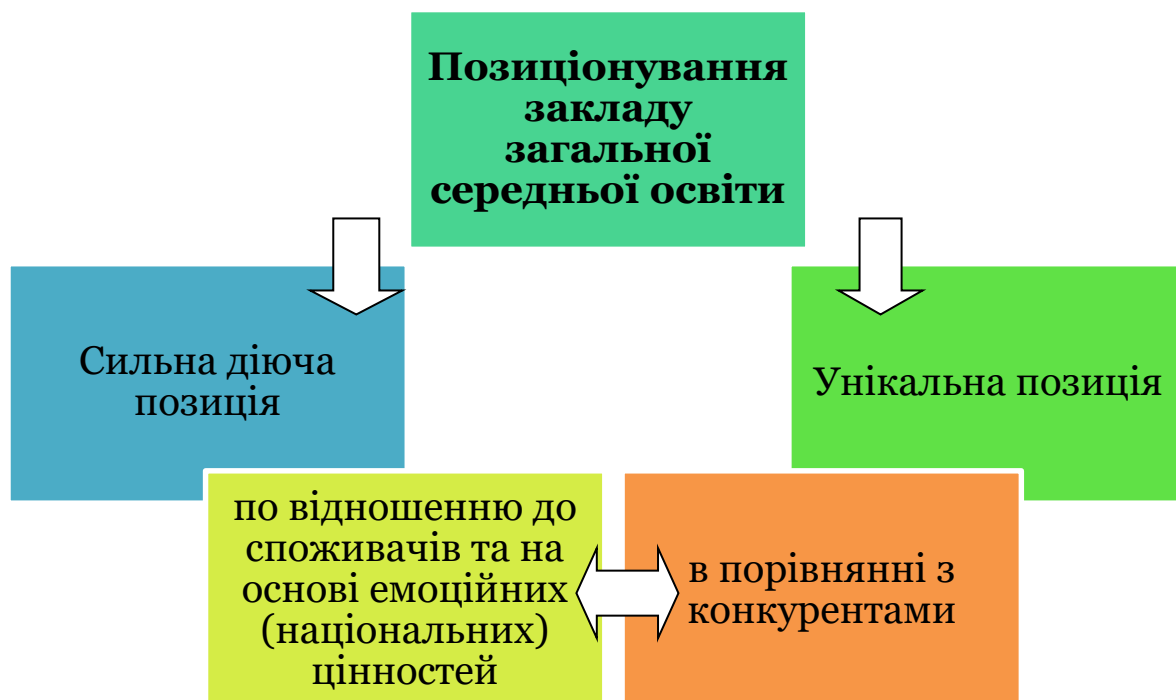 Позиціонування
закладу
загальної
середньої освіти
Сильна діюча
позиція
Унікальна позиція
по відношенню до
споживачів та на
основі емоційних
(національних)
цінностей
в порівнянні з
конкурентами